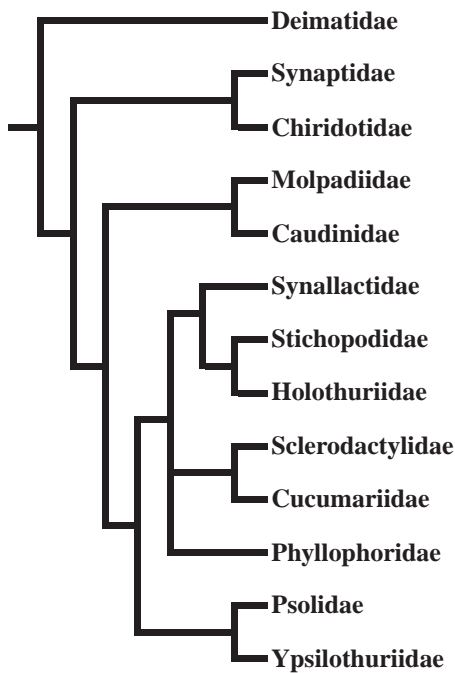 Deimatidae
Synaptidae
Chiridotidae
Molpadiidae
Caudinidae
Synallactidae
Stichopodidae
Holothuriidae
Sclerodactylidae
Cucumariidae
Phyllophoridae
Psolidae
Ypsilothuriidae